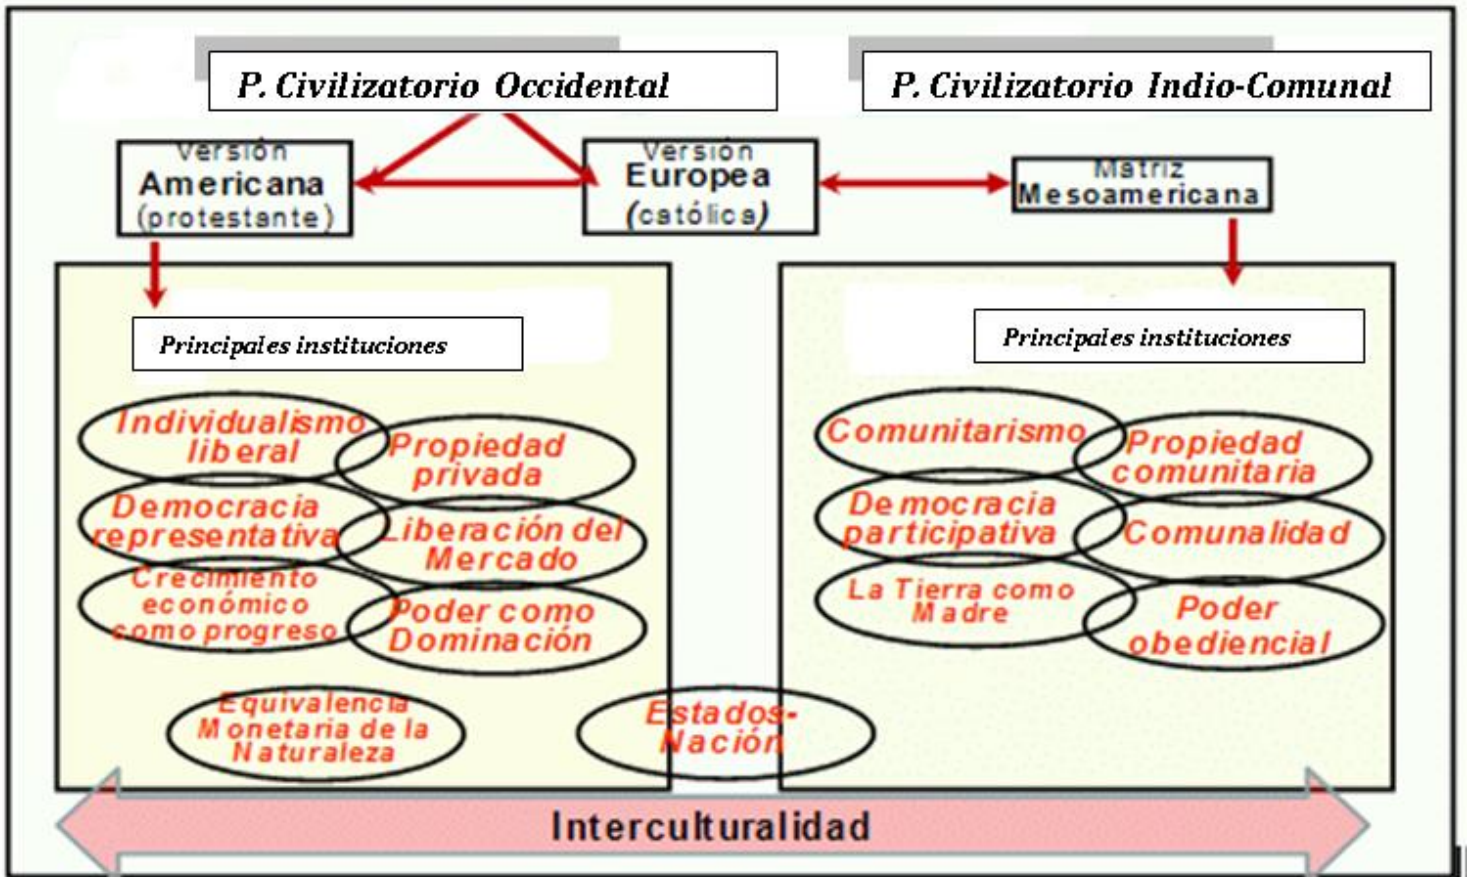 P. Civilizatorio Occidental
P. Civilizatorio Indio-Comunal
Versión
Americana
(protestante)
Versión
Europea
(católica)
Matriz
Mesoamericana
Principales instituciones
Individualismo
liberal
Propiedad
privada
Democracia
representativa
Liberación del
Mercado
Crecimiento
económico
como progreso
Poder como
Dominación
Equivalencia
Monetaria de la
Naturaleza
Estados-
Nación
Principales instituciones
Comunitarismo
Propiedad
comunitaria
Democracia
participativa
Comunalidad
La Tierra como
Madre
Poder
obediencial
Interculturalidad